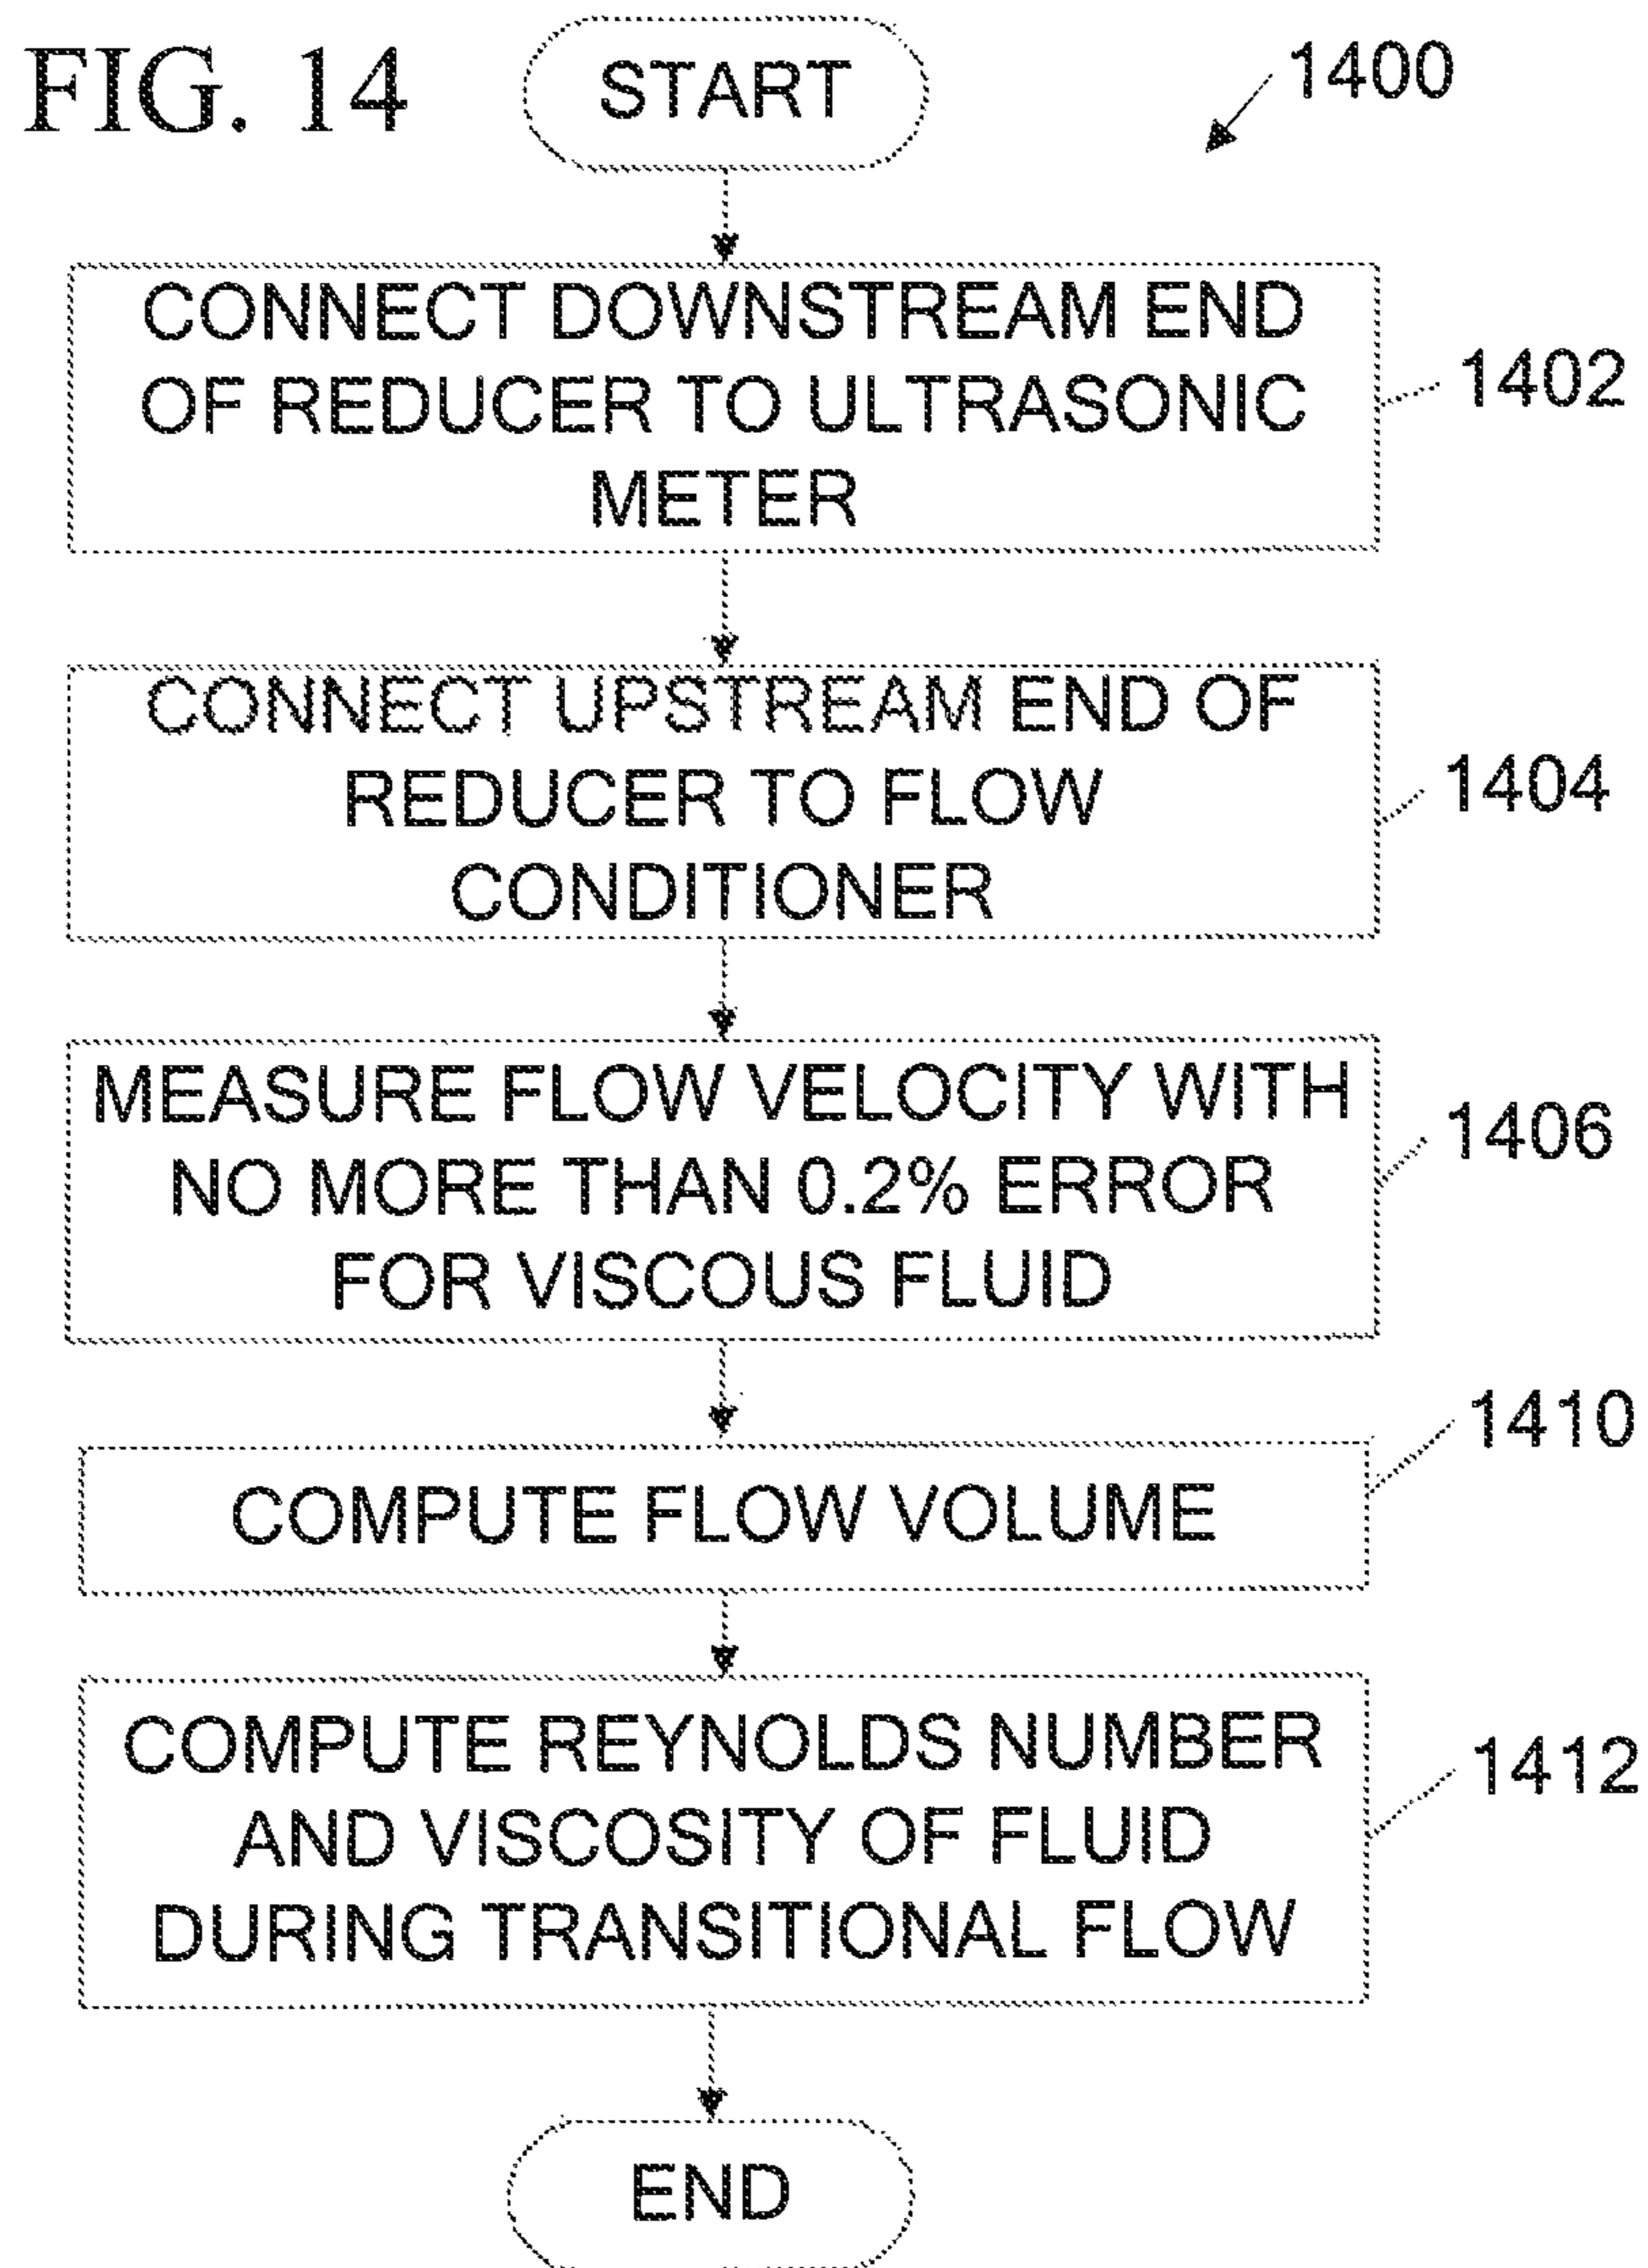 FIG. 14
START
1400
CONNECT DOWNSTREAM END
OF REDUCER TO ULTRASONIC
METER
1402
CONNECT UPSTREAM END OF
REDUCER TO FLOW
CONDITIONER
1404
MEASURE FLOW VELOCITY WITH
NO MORE THAN 0.2% ERROR
FOR VISCOUS FLUID
1406
COMPUTE FLOW VOLUME
1410
COMPUTE REYNOLDS NUMBER
AND VISCOSITY OF FLUID
DURING TRANSITIONAL FLOW
1412
END